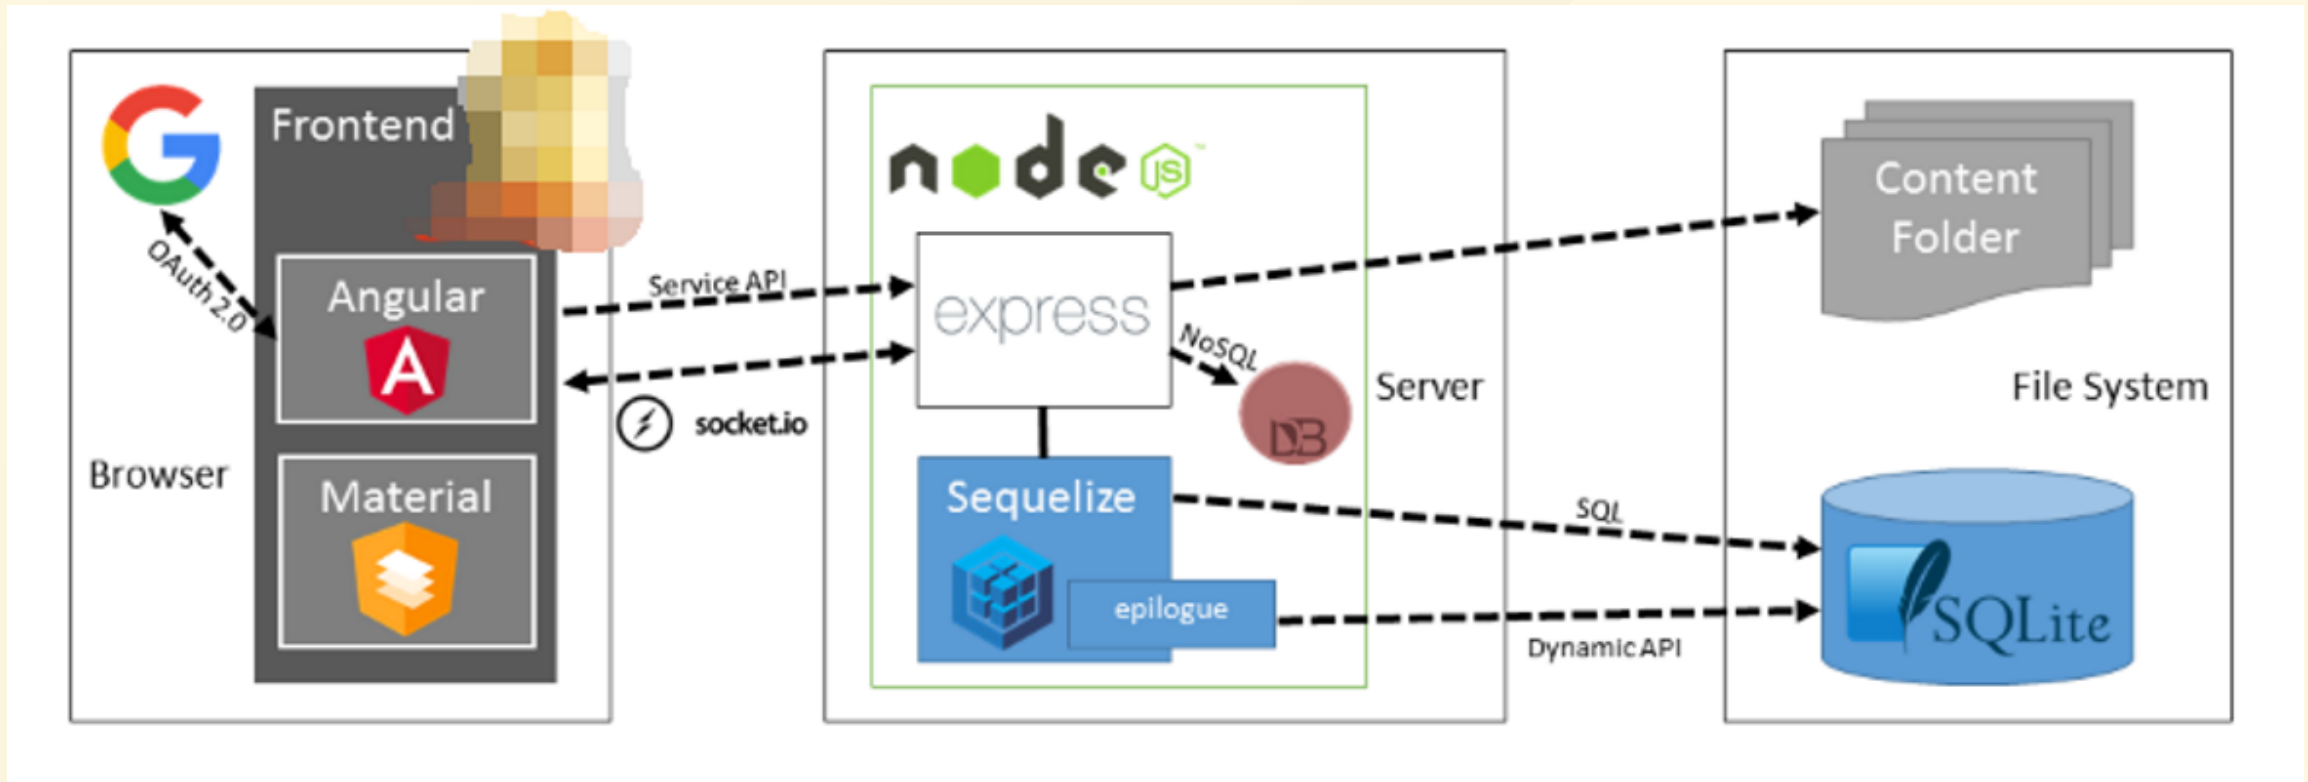 Frontend
OAuth 2.0
Angular
A
Browser
Material
Service API
socket.io
node
JS
™
express
NoSQL
DB
Server
Sequelize
epilogue
SQL
Dynamic API
Content
Folder
File System
SQLite